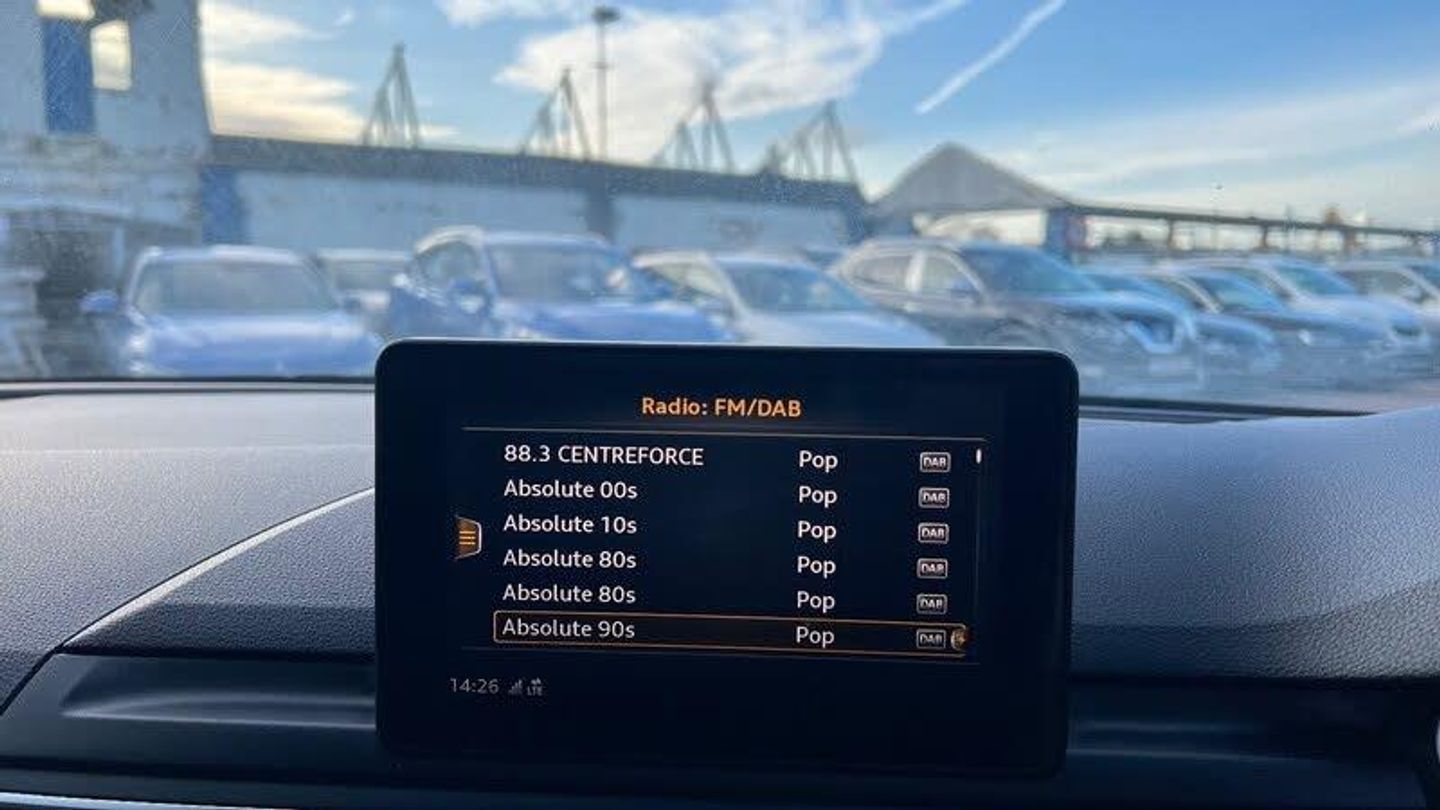 Radio: FM/DAB
88.3 CENTREFORCE Pop DAB
Absolute 00s Pop DAB
Absolute 10s Pop DAB
Absolute 80s Pop DAB
Absolute 80s Pop DAB
Absolute 90s Pop DAB
14:26 LTE